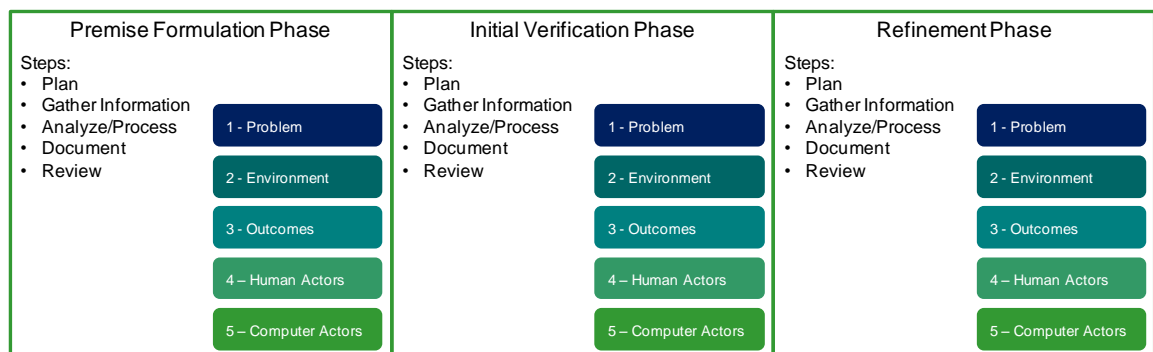 Premise Formulation Phase
Steps:
• Plan
• Gather Information
• Analyze/Process
• Document
• Review
1 - Problem
2 - Environment
3 - Outcomes
4 – Human Actors
5 – Computer Actors
Initial Verification Phase
Steps:
• Plan
• Gather Information
• Analyze/Process
• Document
• Review
1 - Problem
2 - Environment
3 - Outcomes
4 – Human Actors
5 – Computer Actors
Refinement Phase
Steps:
• Plan
• Gather Information
• Analyze/Process
• Document
• Review
1 - Problem
2 - Environment
3 - Outcomes
4 – Human Actors
5 – Computer Actors